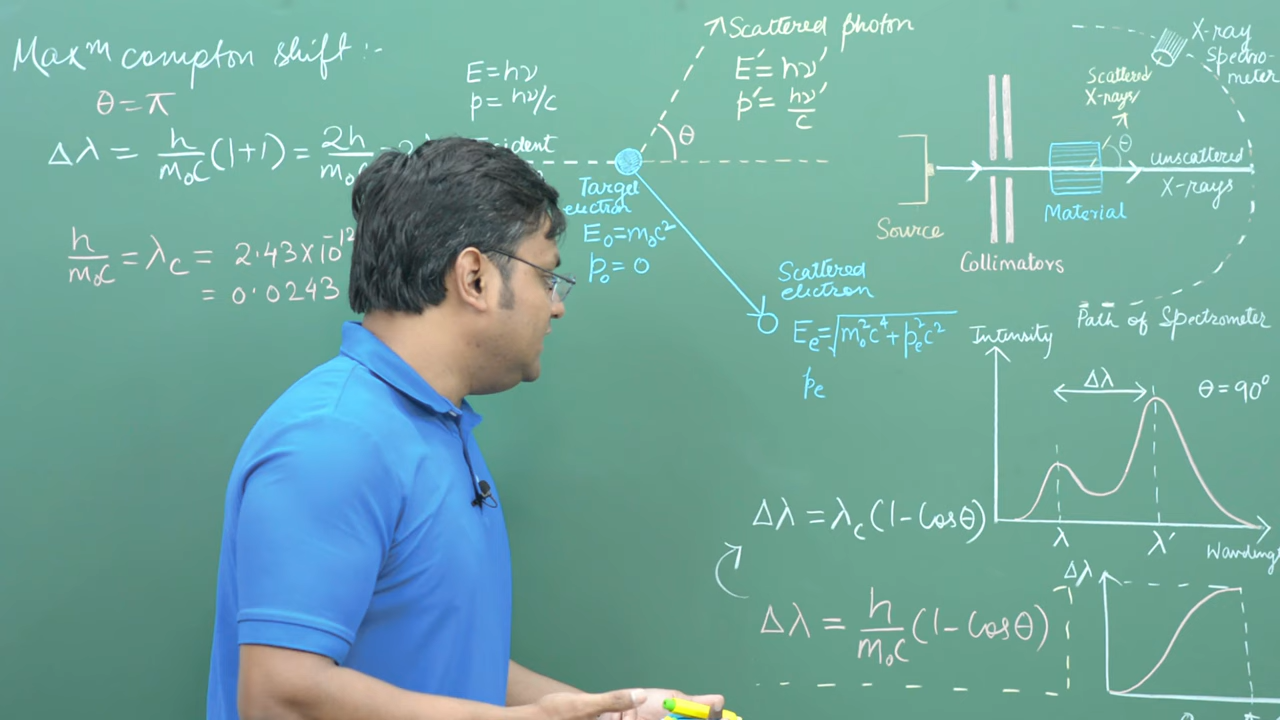 Maxᵐ compton shift :-
θ = π
Δλ = h/m₀c (1+1) = 2h/m₀
h/m₀c = λc = 2.43×10⁻¹²
= 0.0243
E = hν
p = hν/c
Target
electron
E₀ = m₀c²
p₀ = 0
Scattered photon
E′ = hν′
p′ = hν′/c
θ
Scattered
electron
Eₑ = √m₀²c⁴ + pₑ²c²
pₑ
Δλ = λc (1 - Cosθ)
Δλ = h/m₀c (1 - Cosθ)
X-ray
Spectro-
meter
Scattered
X-rays
θ
unscattered
X-rays
Source
Collimators
Material
Path of Spectrometer
Intensity
Δλ
θ = 90°
λ
λ′
Δλ